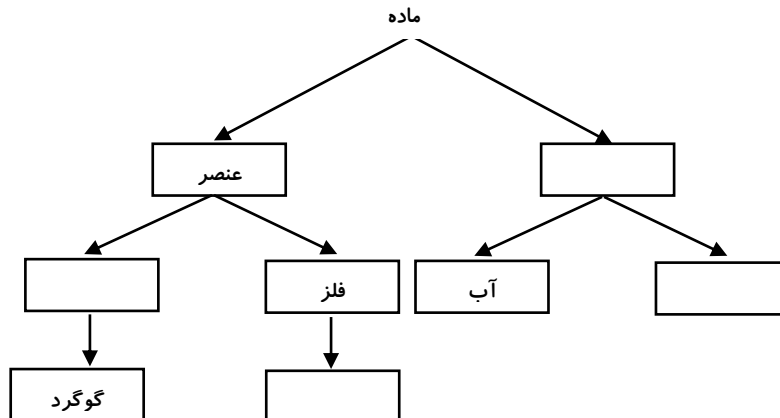 ماده
عنصر
فلز
آب
گوگرد